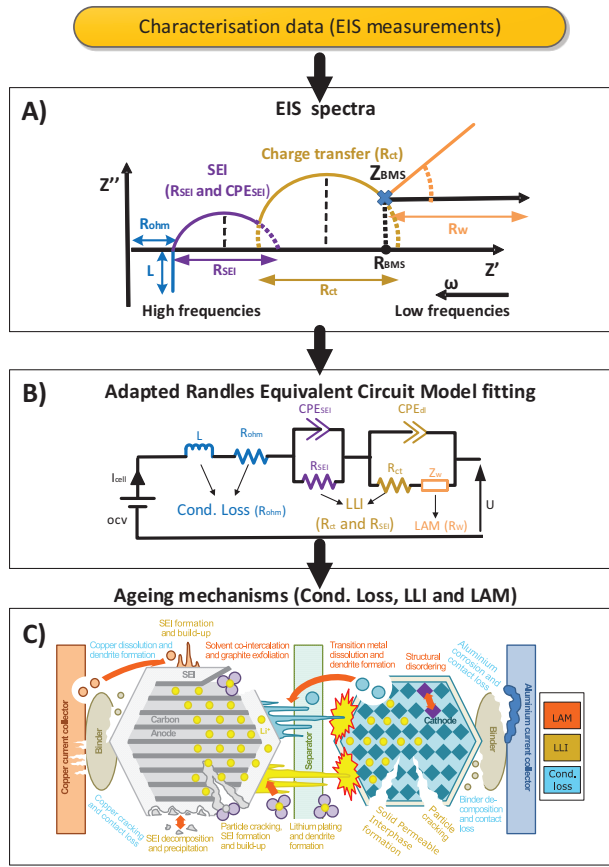 Characterisation data (EIS measurements)
A)
EIS spectra
Charge transfer (Rct)
SEI
(RSEI and CPESEI)
ZBMS
Z''
Rohm
RW
L
RSEI
RBMS
Z'
Rct
ω
High frequencies
Low frequencies
B)
Adapted Randles Equivalent Circuit Model fitting
CPESEI
CPEdl
L
Rohm
RSEI
Rct
Zw
Icell
LLI
U
Cond. Loss (Rohm)
(Rct and RSEI)
OCV
LAM (RW)
Ageing mechanisms (Cond. Loss, LLI and LAM)
C)
SEI formation
and build-up
Copper dissolution and
dendrite formation
Solvent co-intercalation
and graphite exfoliation
Transition metal
dissolution and
dendrite formation
Structural
disordering
Aluminium
corrosion and
contact loss
SEI
Copper current collector
Binder
Carbon
Anode
Li+
Separator
Cathode
Binder
Aluminium current collector
LAM
LLI
Cond.
loss
Copper cracking
and contact loss
SEI decomposition
and precipitation
Particle cracking,
SEI formation
and build-up
Lithium plating and
dendrite formation
Solid Permeable
Interphase
formation
Particle
cracking
Binder de-
composition and
contact loss